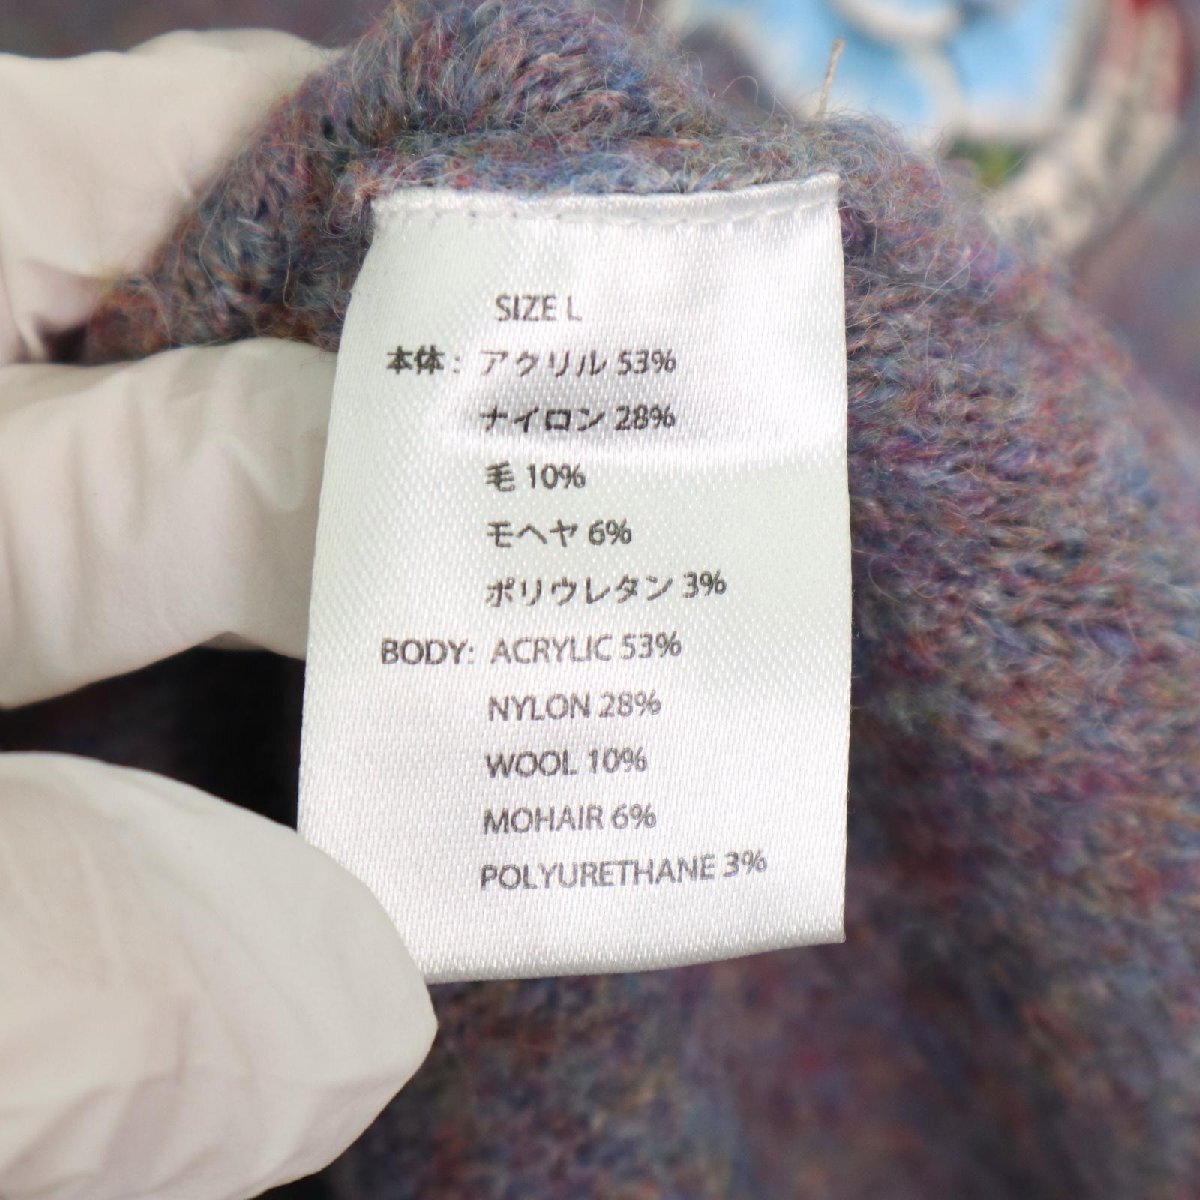 SIZE L
本体: アクリル 53%
ナイロン 28%
毛 10%
モヘヤ 6%
ポリウレタン 3%
BODY: ACRYLIC 53%
NYLON 28%
WOOL 10%
MOHAIR 6%
POLYURETHANE 3%